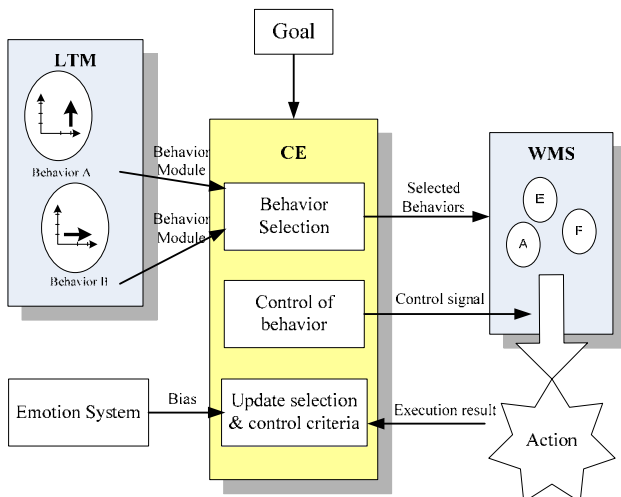 Goal
LTM
Behavior A
Behavior B
Behavior
Module
Behavior
Module
CE
Behavior
Selection
Control of
behavior
Update selection
& control criteria
Selected
Behaviors
Control signal
WMS
E
A
F
Emotion System
Bias
Execution result
Action